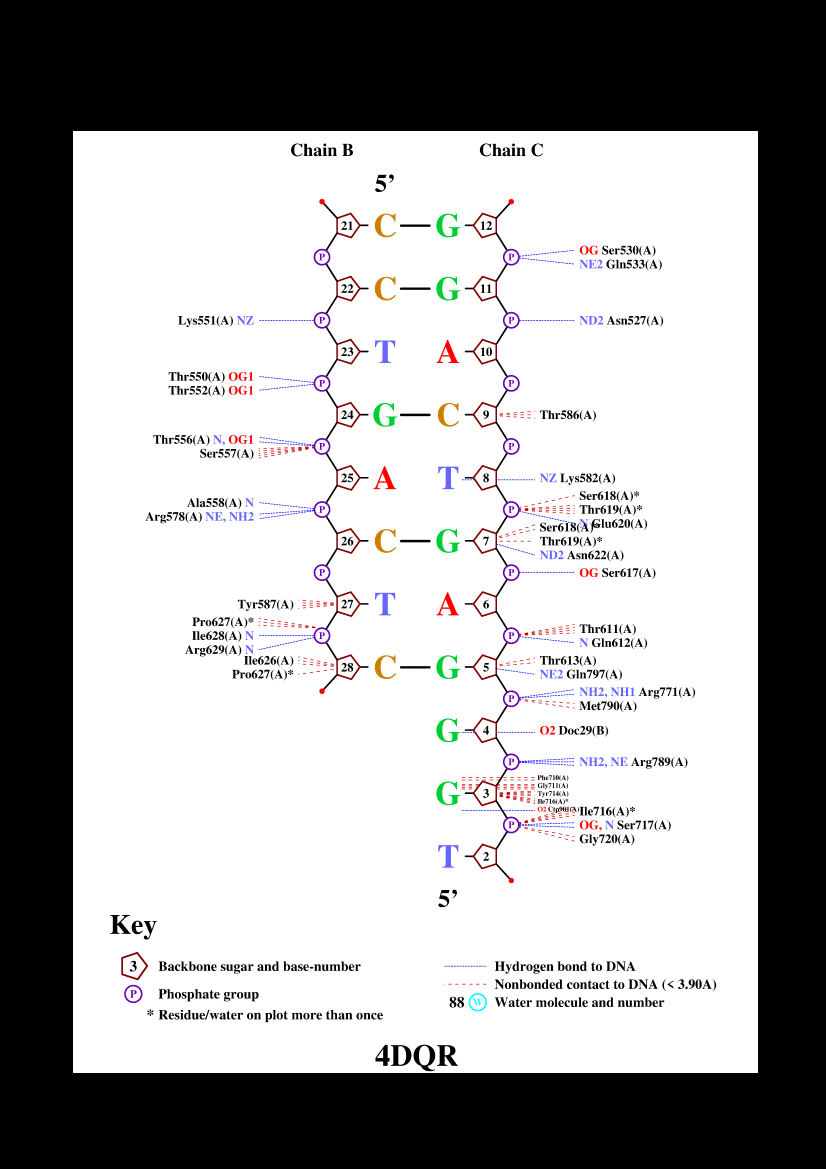 Chain B Chain C
5’
21 C G 12
P P OG Ser530(A)
NE2 Gln533(A)
22 C G 11
Lys551(A) NZ P P ND2 Asn527(A)
23 T A 10
Thr550(A) OG1 P P
Thr552(A) OG1
24 G C 9 Thr586(A)
Thr556(A) N, OG1 P P
Ser557(A)
25 A T 8 NZ Lys582(A)
Ser618(A)*
Ala558(A) N P P Thr619(A)*
Arg578(A) NE, NH2 N Glu620(A)
Ser618(A)*
26 C G 7 Thr619(A)*
ND2 Asn622(A)
P P OG Ser617(A)
Tyr587(A) 27 T A 6
Pro627(A)* Thr611(A)
Ile628(A) N P P N Gln612(A)
Arg629(A) N
Ile626(A) Thr613(A)
28 C G 5
Pro627(A)* NE2 Gln797(A)
P NH2, NH1 Arg771(A)
Met790(A)
G 4 O2 Doc29(B)
P NH2, NE Arg789(A)
Phe710(A)
Gly711(A)
G 3 Tyr714(A)
Ile716(A)*
O2 Ile716(A)*
P OG, N Ser717(A)
Gly720(A)
T 2
5’
Key
3 Backbone sugar and base-number
P Phosphate group
* Residue/water on plot more than once
Hydrogen bond to DNA
Nonbonded contact to DNA (< 3.90A)
88 W Water molecule and number
4DQR